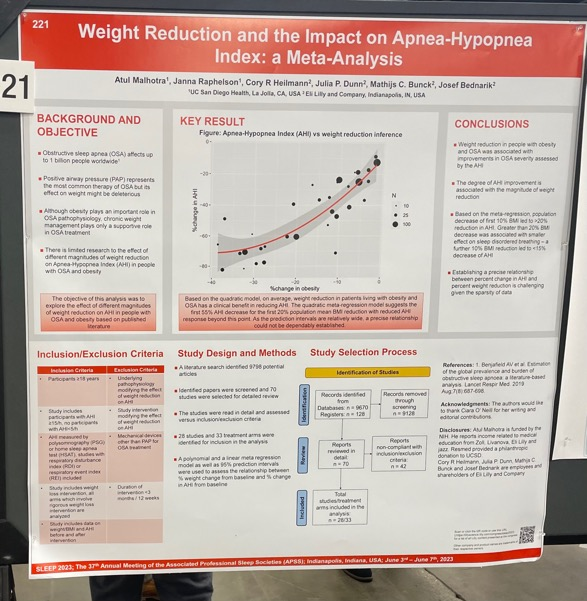 221
21
Weight Reduction and the Impact on Apnea-Hypopnea
Index: a Meta-Analysis
Atul Malhotra¹, Janna Raphelson¹, Cory R Heilmann², Julia P. Dunn², Mathijs C. Bunck², Josef Bednarik²
¹UC San Diego Health, La Jolla, CA, USA ² Eli Lilly and Company, Indianapolis, IN, USA
BACKGROUND AND
OBJECTIVE
Obstructive sleep apnea (OSA) affects up
to 1 billion people worldwide¹
Positive airway pressure (PAP) represents
the most common therapy of OSA but its
effect on weight might be deleterious
Although obesity plays an important role in
OSA pathophysiology, chronic weight
management plays only a supportive role
in OSA treatment
There is limited research to the effect of
different magnitudes of weight reduction
on Apnea-Hypopnea Index (AHI) in people
with OSA and obesity
The objective of this analysis was to
explore the effect of different magnitudes
of weight reduction on AHI in people with
OSA and obesity based on published
literature
KEY RESULT
Figure: Apnea-Hypopnea Index (AHI) vs weight reduction inference
%change in AHI
0
-20
-40
-60
-80
-40
-30
-20
-10
0
%change in obesity
N
10
25
100
Based on the quadratic model, on average, weight reduction in patients living with obesity and
OSA has a clinical benefit in reducing AHI. The quadratic meta-regression model suggests the
first 55% AHI decrease for the first 20% population mean BMI reduction with reduced AHI
response beyond this point. As the prediction intervals are relatively wide, a precise relationship
could not be dependably established.
CONCLUSIONS
Weight reduction in people with obesity
and OSA was associated with
improvements in OSA severity assessed
by the AHI
The degree of AHI improvement is
associated with the magnitude of weight
reduction
Based on the meta-regression, population
decrease of first 10% BMI led to >20%
reduction in AHI. Greater than 20% BMI
decrease was associated with smaller
effect on sleep disordered breathing – a
further 10% BMI reduction led to <15%
decrease of AHI
Establishing a precise relationship
between percent change in AHI and
percent weight reduction is challenging
given the sparsity of data
Inclusion/Exclusion Criteria
Inclusion Criteria
Exclusion Criteria
Participants ≥18 years
Underlying
pathophysiology
modifying the effect
of weight reduction
on AHI
Study includes
participants with AHI
≥15/h, no participants
with AHI<5/h
Study intervention
modifying the effect
of weight reduction
on AHI
AHI measured by
polysomnography (PSG)
or home sleep apnea
test (HSAT); studies with
respiratory disturbance
index (RDI) or
respiratory event index
(REI) included
Mechanical devices
other than PAP for
OSA treatment
Study includes weight
loss intervention, all
arms which involve
rigorous weight loss
intervention are
analyzed
Duration of
intervention <3
months / 12 weeks
Study includes data on
weight/BMI and AHI
before and after
intervention
Study Design and Methods
A literature search identified 9798 potential
articles
Identified papers were screened and 70
studies were selected for detailed review
The studies were read in detail and assessed
versus inclusion/exclusion criteria
28 studies and 33 treatment arms were
identified for inclusion in the analysis
A polynomial and a linear meta regression
model as well as 95% prediction intervals
were used to assess the relationship between
% weight change from baseline and % change
in AHI from baseline
Study Selection Process
Identification of Studies
Identification
Records identified
from
Databases: n = 9670
Registers: n = 128
Records removed
through
screening
n = 9128
Review
Reports
reviewed in
detail:
n = 70
Reports
non-compliant with
inclusion/exclusion
criteria:
n = 42
Included
Total
studies/treatment
arms included in the
analysis:
n = 28/33
References: 1. Benjafield AV et al. Estimation
of the global prevalence and burden of
obstructive sleep apnea: a literature-based
analysis. Lancet Respir Med. 2019
Aug;7(8):687-698.
Acknowledgments: The authors would like
to thank Ciara O' Neill for her writing and
editorial contributions.
Disclosures: Atul Malhotra is funded by the
NIH. He reports income related to medical
education from Zoll, Livanova, Eli Lilly and
Jazz. Resmed provided a philanthropic
donation to UCSD.
Cory R Heilmann, Julia P. Dunn, Mathijs C.
Bunck and Josef Bednarik are employees and
shareholders of Eli Lilly and Company
SLEEP 2023; The 37th Annual Meeting of the Associated Professional Sleep Societies (APSS); Indianapolis, Indiana, USA; June 3rd – June 7th, 2023